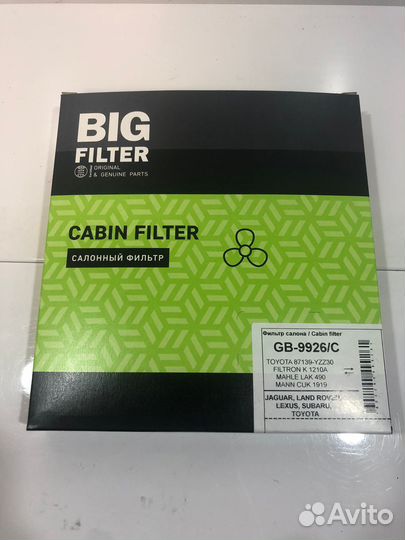 BIG
FILTER
ORIGINAL
& GENUINE PARTS
CABIN FILTER
САЛОННЫЙ ФИЛЬТР
Фильтр салона / Cabin filter
GB-9926/C
TOYOTA 87139-YZZ30
FILTRON K 1210A
MAHLE LAK 490
MANN CUK 1919
JAGUAR, LAND ROVER,
LEXUS, SUBARU,
TOYOTA
Avito